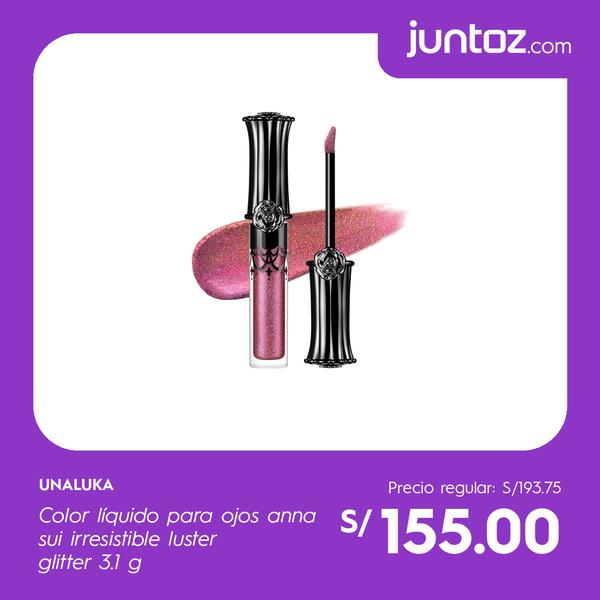 juntoz.com
UNALUKA
Color líquido para ojos anna
sui irresistible luster
glitter 3.1 g
Precio regular: S/193.75
S/155.00